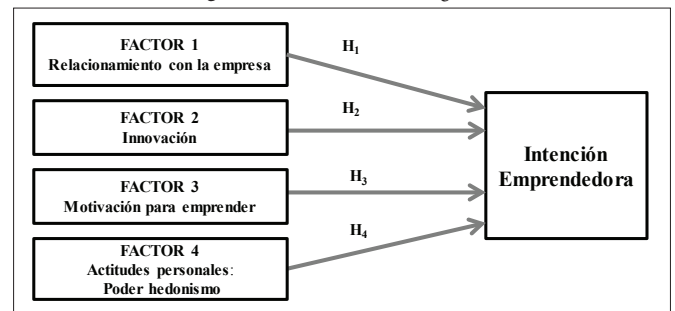 FACTOR 1
Relacionamiento con la empresa
H₁
FACTOR 2
Innovación
H₂
FACTOR 3
Motivación para emprender
H₃
FACTOR 4
Actitudes personales:
Poder hedonismo
H₄
Intención
Emprendedora